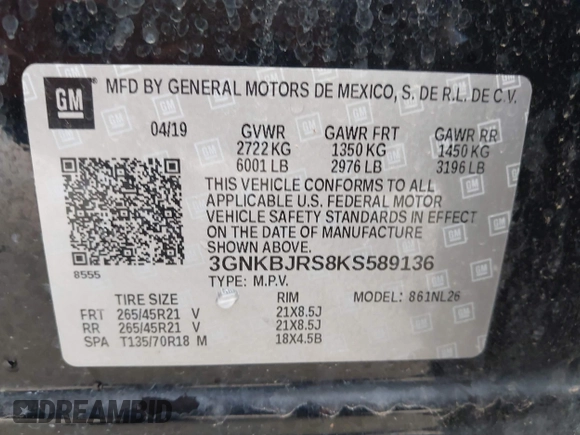 GM
MFD BY GENERAL MOTORS DE MEXICO, S. DE R.L. DE C.V.
04/19 GVWR GAWR FRT GAWR RR
2722 KG 1350 KG 1450 KG
6001 LB 2976 LB 3196 LB
THIS VEHICLE CONFORMS TO ALL
APPLICABLE U.S. FEDERAL MOTOR
VEHICLE SAFETY STANDARDS IN EFFECT
ON THE DATE OF MANUFACTURE
SHOWN ABOVE.
8555
3GNKBJRS8KS589136
TYPE: M.P.V.
TIRE SIZE RIM MODEL: 861NL26
FRT 265/45R21 V 21X8.5J
RR 265/45R21 V 21X8.5J
SPA T135/70R18 M 18X4.5B
DREAMBID